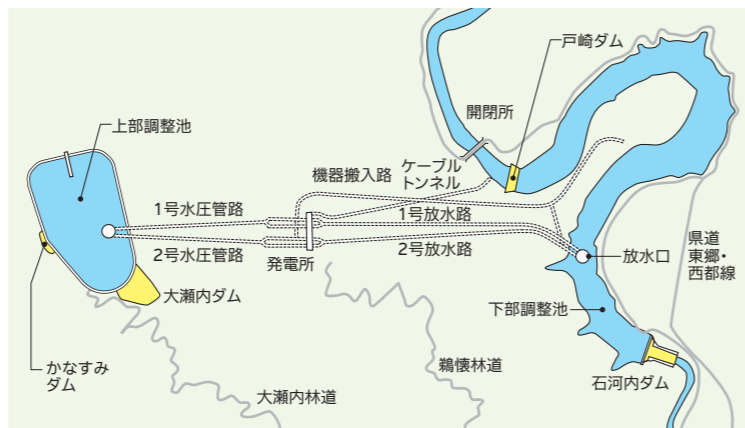 戸崎ダム
開閉所
上部調整池
機器搬入路
ケーブル
トンネル
1号水圧管路
1号放水路
2号水圧管路
2号放水路
発電所
放水口
県道
東郷・
西都線
大瀬内ダム
下部調整池
かなすみ
ダム
鵜懐林道
石河内ダム
大瀬内林道